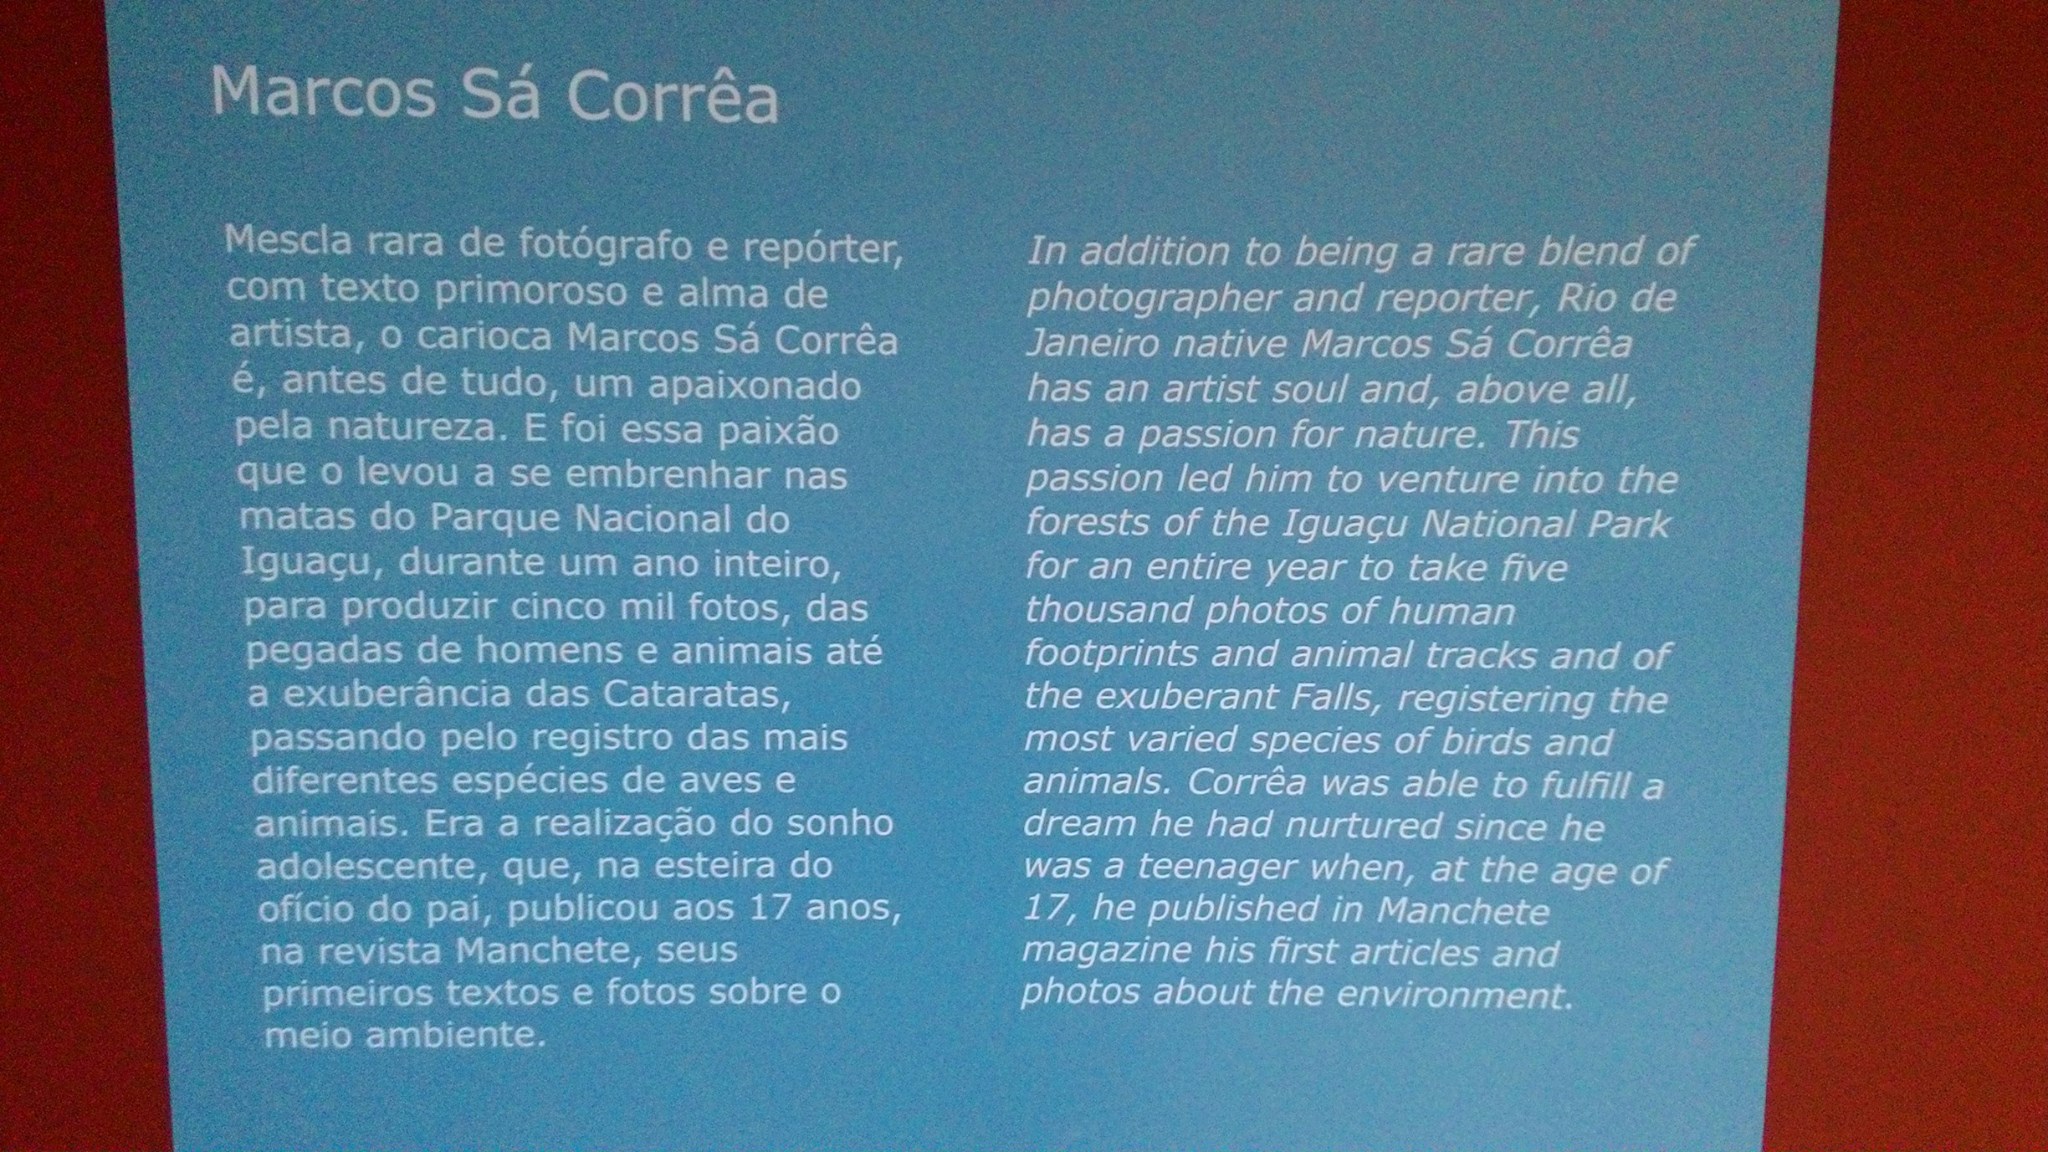 Marcos Sá Corrêa
Mescla rara de fotógrafo e repórter,
com texto primoroso e alma de
artista, o carioca Marcos Sá Corrêa
é, antes de tudo, um apaixonado
pela natureza. E foi essa paixão
que o levou a se embrenhar nas
matas do Parque Nacional do
Iguaçu, durante um ano inteiro,
para produzir cinco mil fotos, das
pegadas de homens e animais até
a exuberância das Cataratas,
passando pelo registro das mais
diferentes espécies de aves e
animais. Era a realização do sonho
adolescente, que, na esteira do
ofício do pai, publicou aos 17 anos,
na revista Manchete, seus
primeiros textos e fotos sobre o
meio ambiente.
In addition to being a rare blend of
photographer and reporter, Rio de
Janeiro native Marcos Sá Corrêa
has an artist soul and, above all,
has a passion for nature. This
passion led him to venture into the
forests of the Iguaçu National Park
for an entire year to take five
thousand photos of human
footprints and animal tracks and of
the exuberant Falls, registering the
most varied species of birds and
animals. Corrêa was able to fulfill a
dream he had nurtured since he
was a teenager when, at the age of
17, he published in Manchete
magazine his first articles and
photos about the environment.